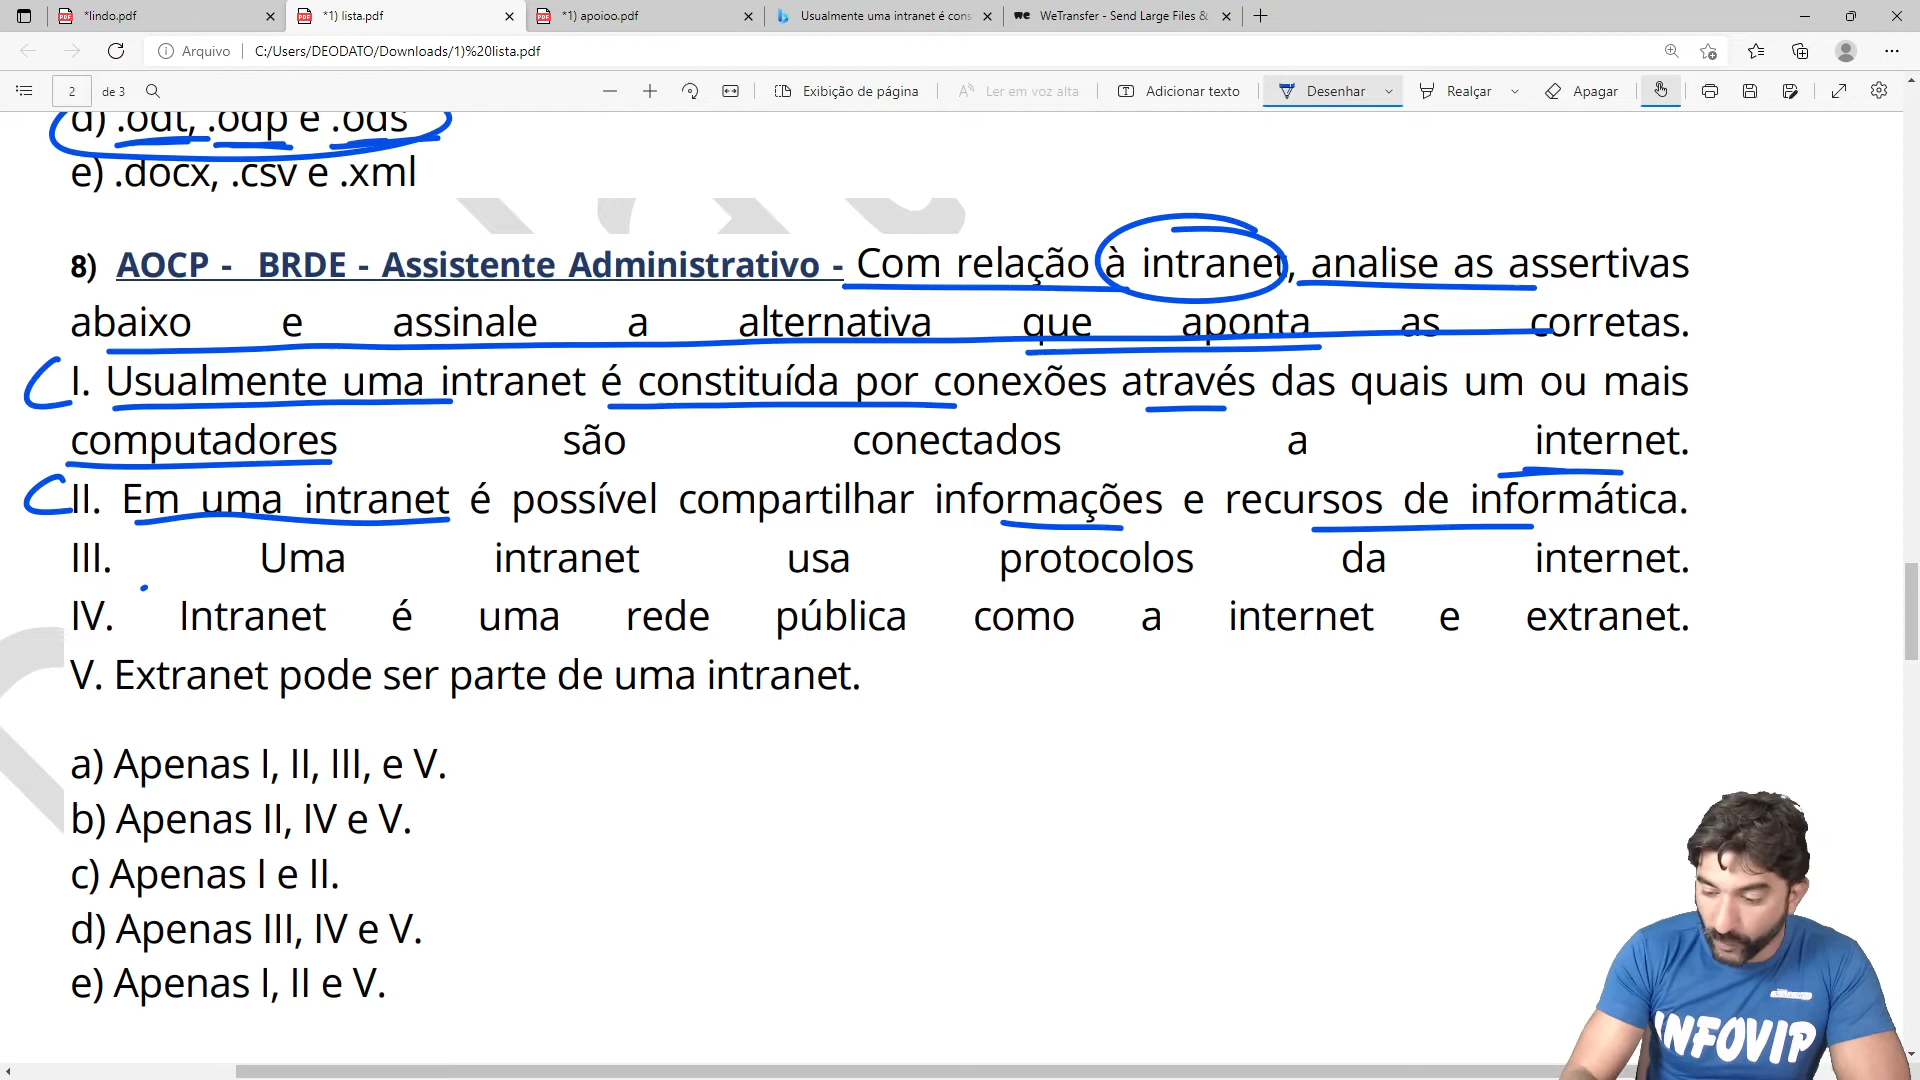 *lindo.pdf
*1) lista.pdf
*1) apoioo.pdf
Usualmente uma intranet é cons
WeTransfer - Send Large Files &
Arquivo
C:/Users/DEODATO/Downloads/1)%20lista.pdf
2 de 3
Exibição de página
Ler em voz alta
Adicionar texto
Desenhar
Realçar
Apagar
d) .odt, .odp e .ods
e) .docx, .csv e .xml
8) AOCP - BRDE - Assistente Administrativo - Com relação à intranet, analise as assertivas
abaixo e assinale a alternativa que aponta as corretas.
I. Usualmente uma intranet é constituída por conexões através das quais um ou mais
computadores são conectados a internet.
II. Em uma intranet é possível compartilhar informações e recursos de informática.
III. Uma intranet usa protocolos da internet.
IV. Intranet é uma rede pública como a internet e extranet.
V. Extranet pode ser parte de uma intranet.
a) Apenas I, II, III, e V.
b) Apenas II, IV e V.
c) Apenas I e II.
d) Apenas III, IV e V.
e) Apenas I, II e V.
INFOVIP